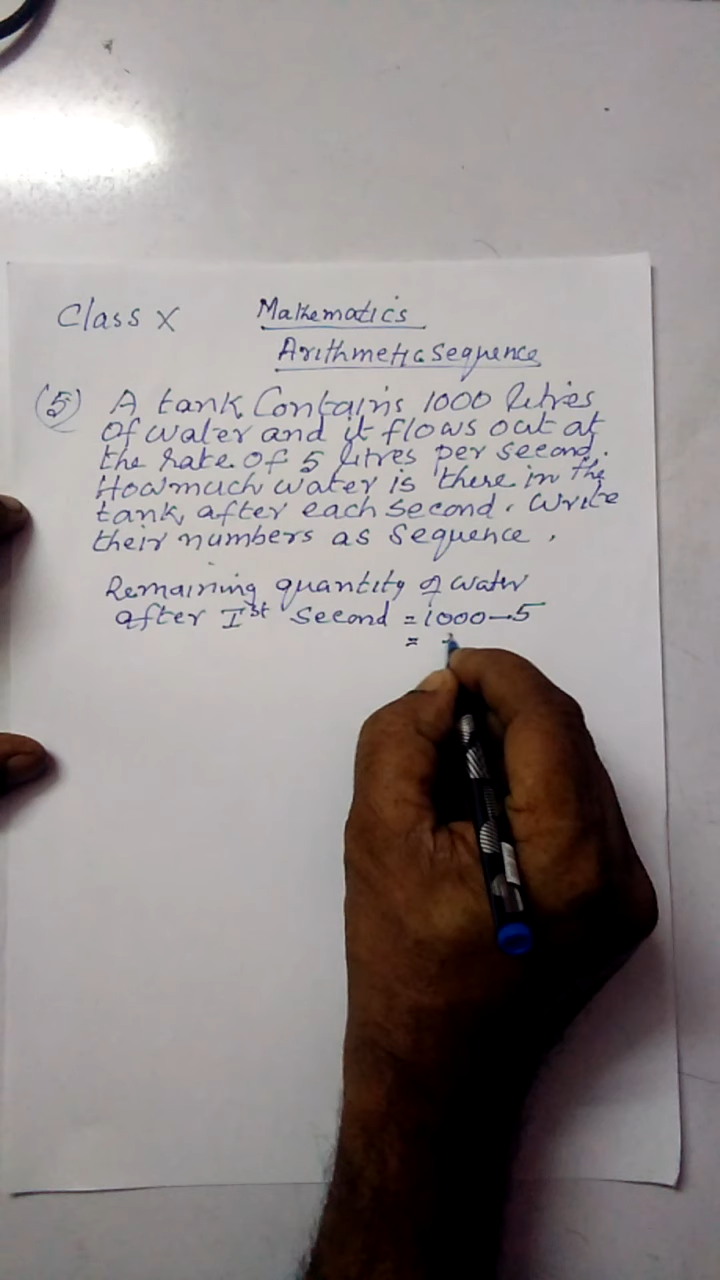 Class X Mathematics
Arithmetic Sequence
(5) A tank Contains 1000 litres
of water and it flows out at
the rate of 5 litres per second.
How much water is there in the
tank, after each second. Write
their numbers as Sequence.
Remaining quantity of water
after Ist Second = 1000-5
=